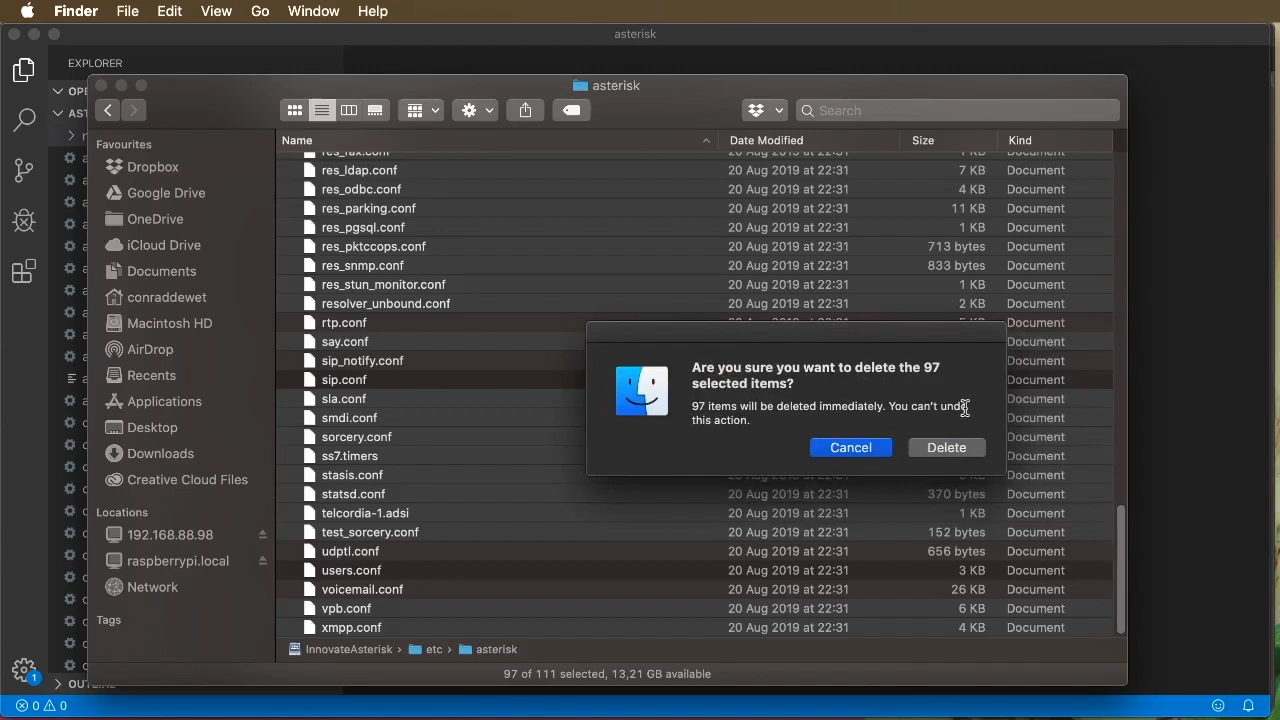 Finder File Edit View Go Window Help
asterisk
EXPLORER
asterisk
Search
Favourites
Dropbox
Google Drive
OneDrive
iCloud Drive
Documents
conraddewet
Macintosh HD
AirDrop
Recents
Applications
Desktop
Downloads
Creative Cloud Files
Locations
192.168.88.98
raspberrypi.local
Network
Tags
Name Date Modified Size Kind
res_ldap.conf 20 Aug 2019 at 22:31 7 KB Document
res_odbc.conf 20 Aug 2019 at 22:31 4 KB Document
res_parking.conf 20 Aug 2019 at 22:31 11 KB Document
res_pgsql.conf 20 Aug 2019 at 22:31 1 KB Document
res_pktccops.conf 20 Aug 2019 at 22:31 713 bytes Document
res_snmp.conf 20 Aug 2019 at 22:31 833 bytes Document
res_stun_monitor.conf 20 Aug 2019 at 22:31 1 KB Document
resolver_unbound.conf 20 Aug 2019 at 22:31 2 KB Document
rtp.conf Document
say.conf Document
sip_notify.conf Document
sip.conf Document
sla.conf Document
smdi.conf Document
sorcery.conf Document
ss7.timers Document
stasis.conf Document
statsd.conf 20 Aug 2019 at 22:31 370 bytes Document
telcordia-1.adsi 20 Aug 2019 at 22:31 1 KB Document
test_sorcery.conf 20 Aug 2019 at 22:31 152 bytes Document
udptl.conf 20 Aug 2019 at 22:31 656 bytes Document
users.conf 20 Aug 2019 at 22:31 3 KB Document
voicemail.conf 20 Aug 2019 at 22:31 26 KB Document
vpb.conf 20 Aug 2019 at 22:31 6 KB Document
xmpp.conf 20 Aug 2019 at 22:31 4 KB Document
Are you sure you want to delete the 97
selected items?
97 items will be deleted immediately. You can't undo
this action.
Cancel Delete
InnovateAsterisk › etc › asterisk
97 of 111 selected, 13,21 GB available
1
0 0